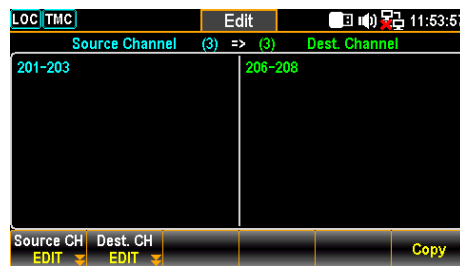 LOC TMC Edit 11:53:57
Source Channel (3) => (3) Dest. Channel
201-203 206-208
Source CH Dest. CH
EDIT EDIT Copy